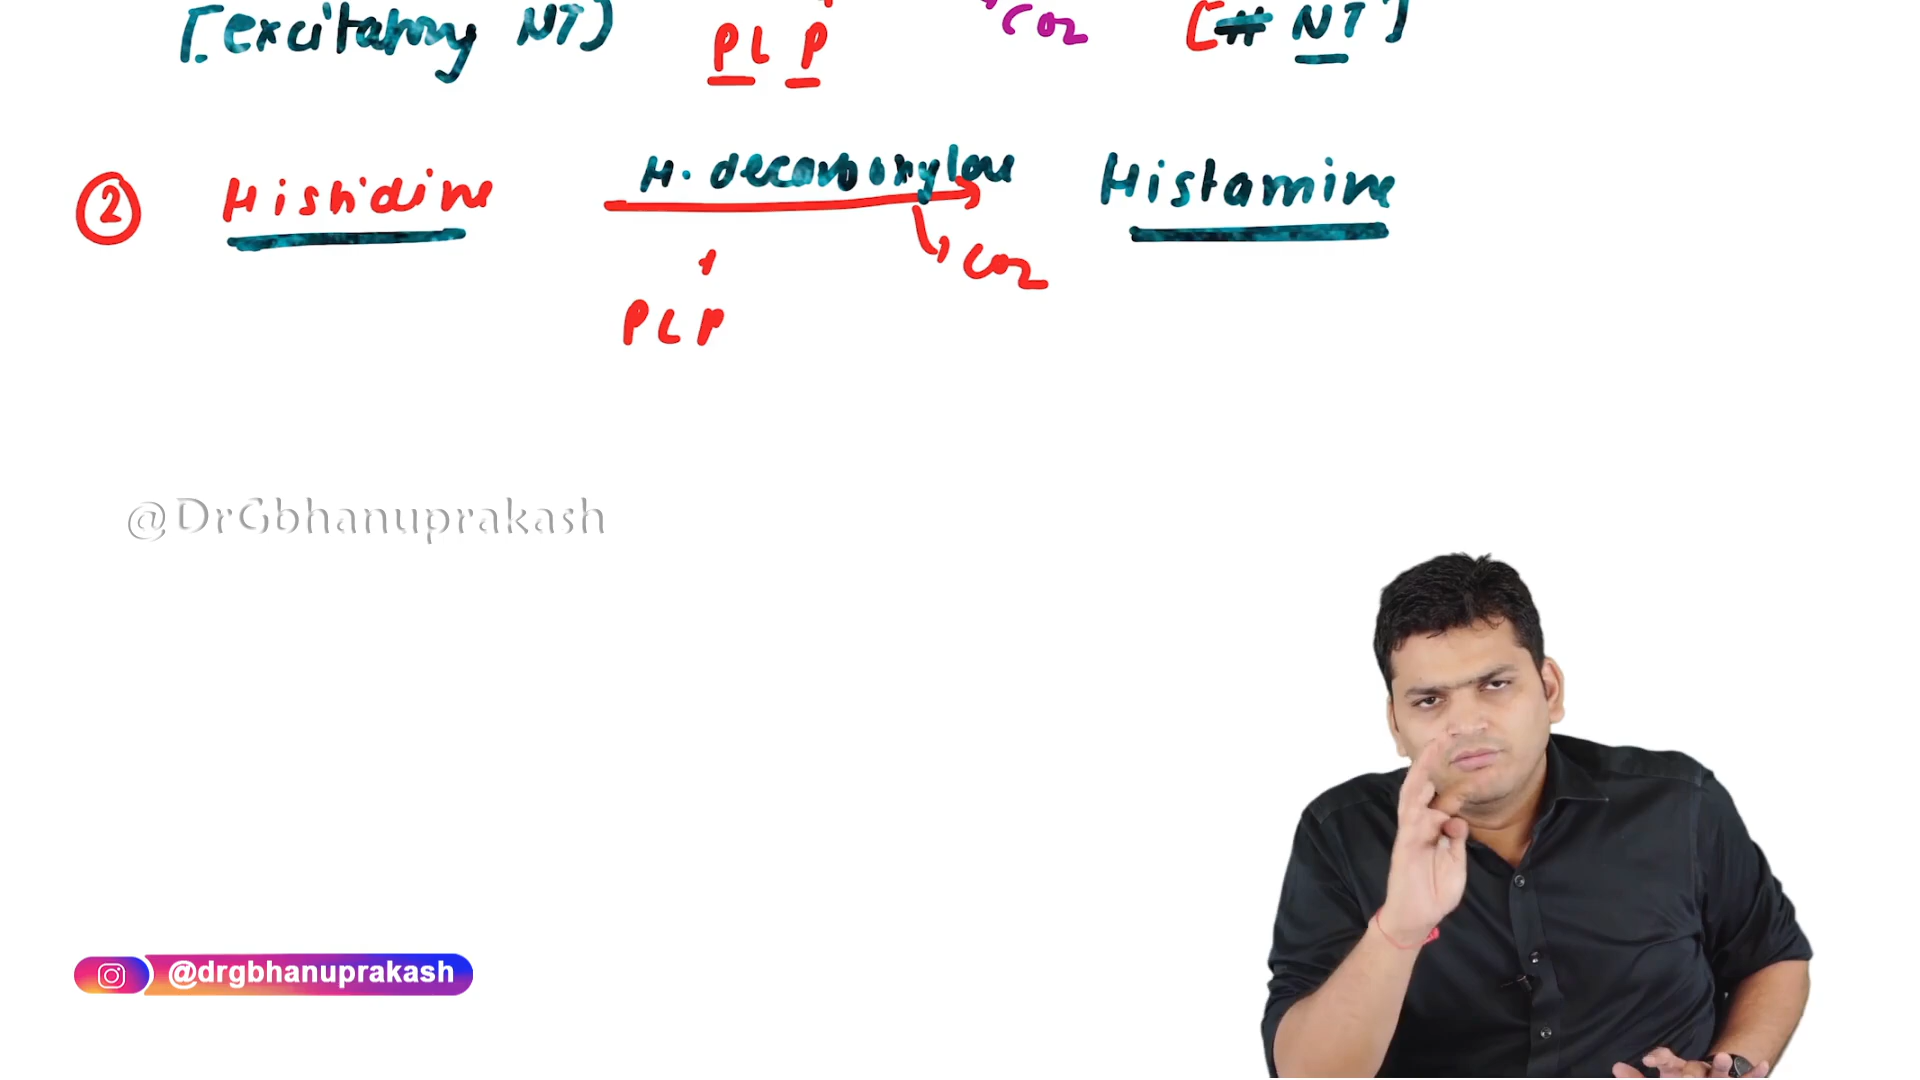 [excitatory NT] PLP CO2 [# NT]
2 Histidine H. decarboxylase Histamine
CO2
PLP
@DrGbhanuprakash
@drgbhanuprakash